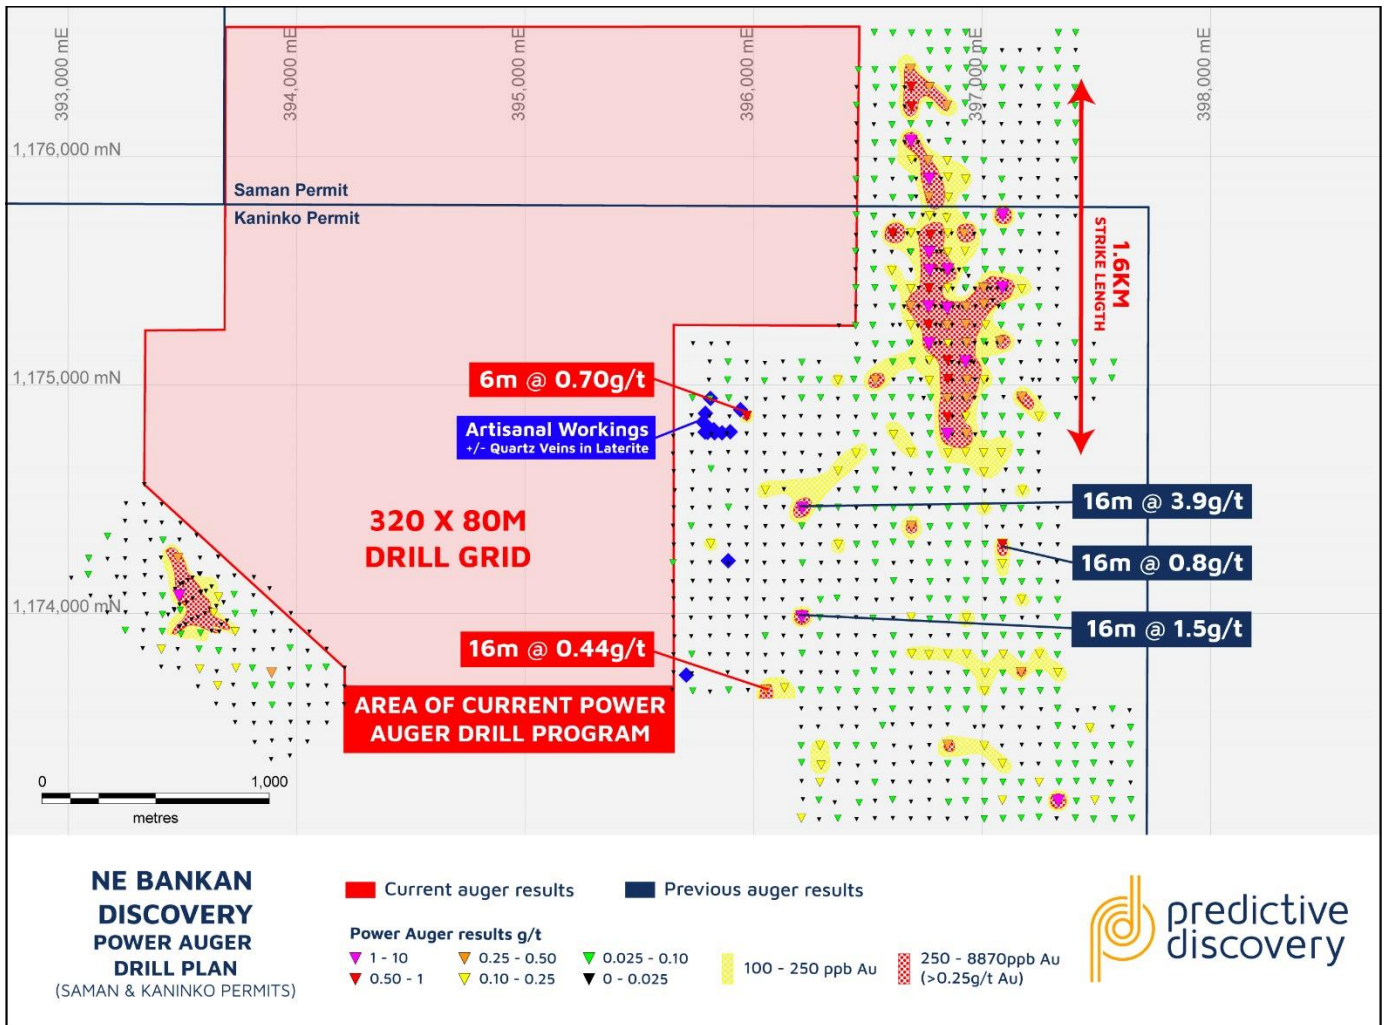 393,000 mE
394,000 mE
395,000 mE
396,000 mE
397,000 mE
398,000 mE
1,176,000 mN
Saman Permit
Kaninko Permit
1.6KM
STRIKE LENGTH
1,175,000 mN
6m @ 0.70g/t
Artisanal Workings
+/- Quartz Veins in Laterite
320 X 80M
DRILL GRID
16m @ 3.9g/t
16m @ 0.8g/t
1,174,000 mN
16m @ 1.5g/t
16m @ 0.44g/t
AREA OF CURRENT POWER
AUGER DRILL PROGRAM
0 1,000
metres
NE BANKAN
DISCOVERY
POWER AUGER
DRILL PLAN
(SAMAN & KANINKO PERMITS)
Current auger results
Previous auger results
Power Auger results g/t
1 - 10
0.25 - 0.50
0.025 - 0.10
0.50 - 1
0.10 - 0.25
0 - 0.025
100 - 250 ppb Au
250 - 8870ppb Au
(>0.25g/t Au)
predictive
discovery